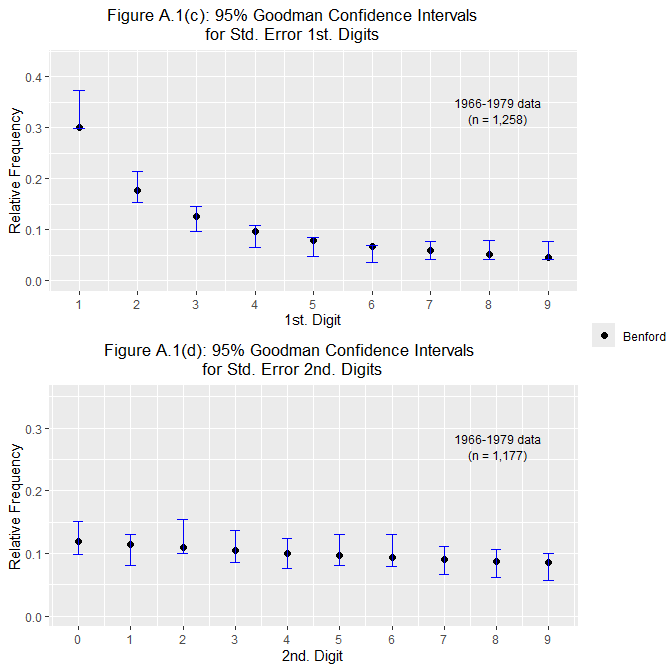 Figure A.1(c): 95% Goodman Confidence Intervals
for Std. Error 1st. Digits
Relative Frequency
0.4
0.3
0.2
0.1
0.0
1966-1979 data
(n = 1,258)
1 2 3 4 5 6 7 8 9
1st. Digit
Benford
Figure A.1(d): 95% Goodman Confidence Intervals
for Std. Error 2nd. Digits
Relative Frequency
0.3
0.2
0.1
0.0
1966-1979 data
(n = 1,177)
0 1 2 3 4 5 6 7 8 9
2nd. Digit